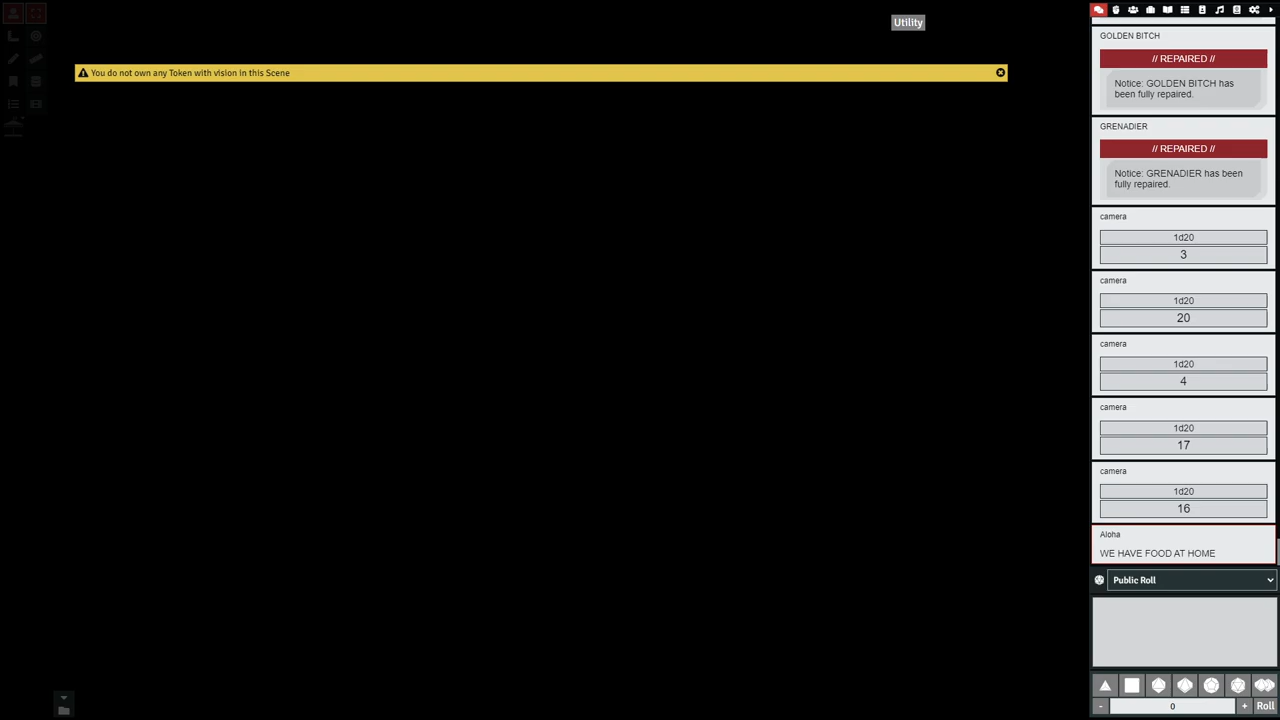 Utility
You do not own any Token with vision in this Scene
GOLDEN BITCH
// REPAIRED //
Notice: GOLDEN BITCH has
been fully repaired.
GRENADIER
// REPAIRED //
Notice: GRENADIER has been
fully repaired.
camera
1d20
3
camera
1d20
20
camera
1d20
4
camera
1d20
17
camera
1d20
16
Aloha
WE HAVE FOOD AT HOME
Public Roll
- 0 + Roll